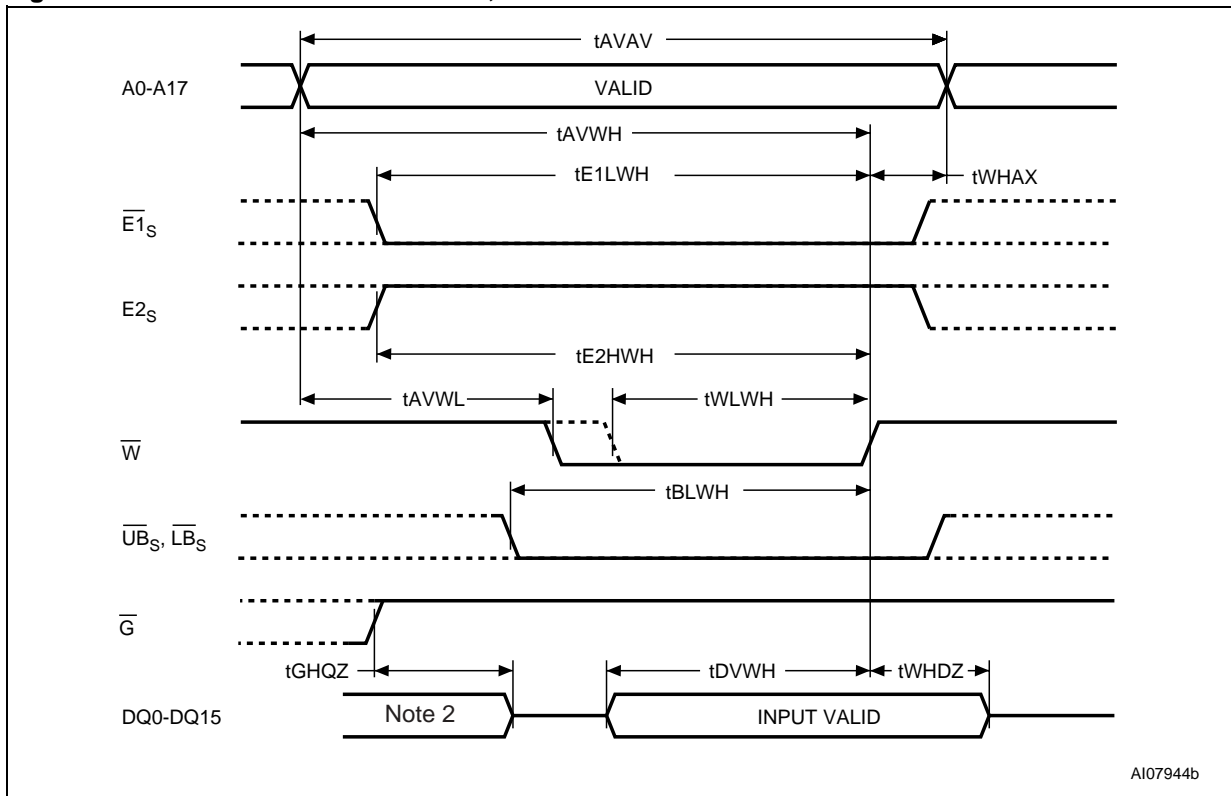 tAVAV
A0-A17 VALID
tAVWH
tE1LWH tWHAX
E1S
E2S
tE2HWH
tAVWL tWLWH
W
tBLWH
UBS, LBS
G
tGHQZ tDVWH tWHDZ
DQ0-DQ15 Note 2 INPUT VALID
AI07944b